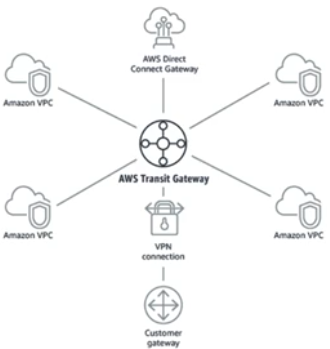 AWS Direct
Connect Gateway
Amazon VPC
Amazon VPC
AWS Transit Gateway
Amazon VPC
Amazon VPC
VPN
connection
Customer
gateway